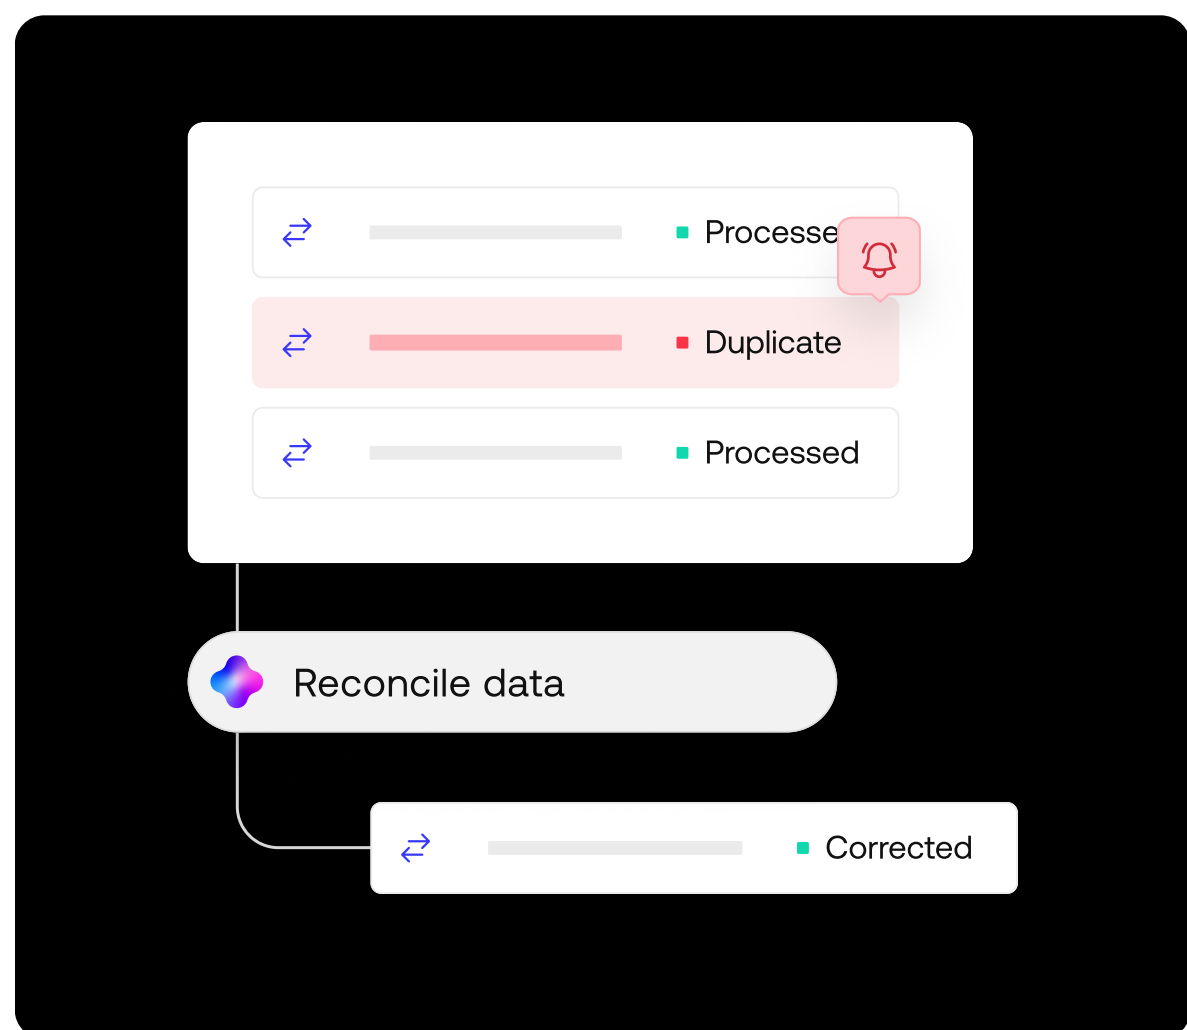 Processe
Duplicate
Processed
Reconcile data
Corrected